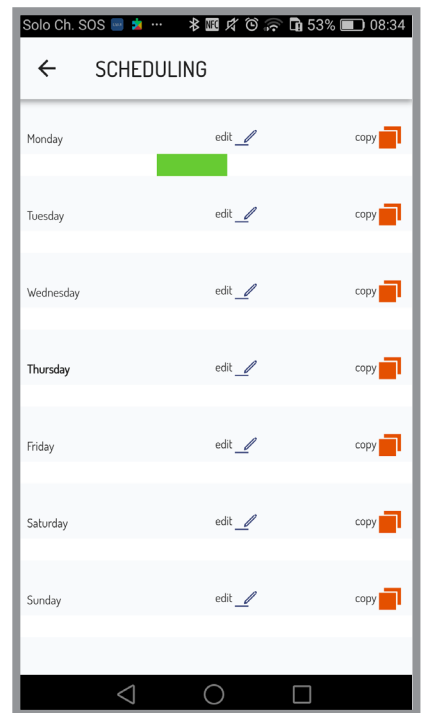 Solo Ch. SOS ... NFC 53% 08:34
SCHEDULING
Monday edit copy
Tuesday edit copy
Wednesday edit copy
Thursday edit copy
Friday edit copy
Saturday edit copy
Sunday edit copy